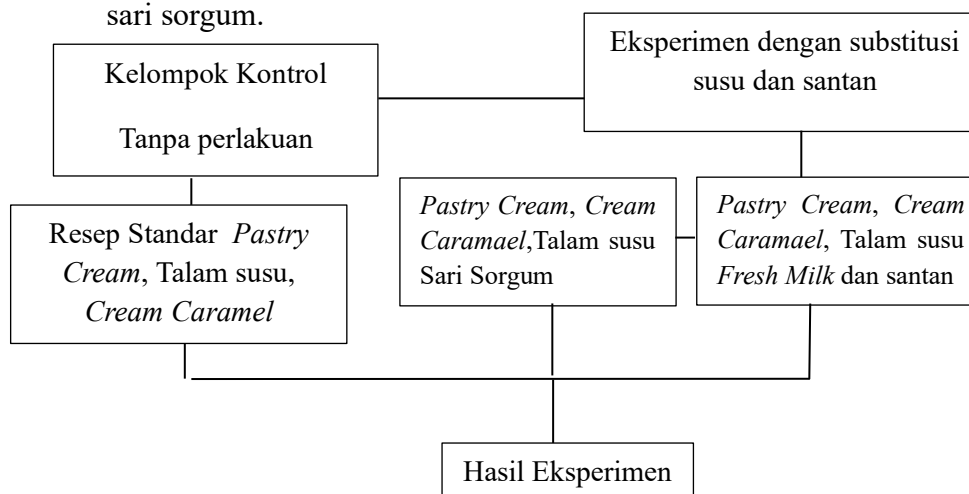 sari sorgum.
Kelompok Kontrol
Tanpa perlakuan
Eksperimen dengan substitusi
susu dan santan
Resep Standar Pastry
Cream, Talam susu,
Cream Caramel
Pastry Cream, Cream
Caramael,Talam susu
Sari Sorgum
Pastry Cream, Cream
Caramael, Talam susu
Fresh Milk dan santan
Hasil Eksperimen